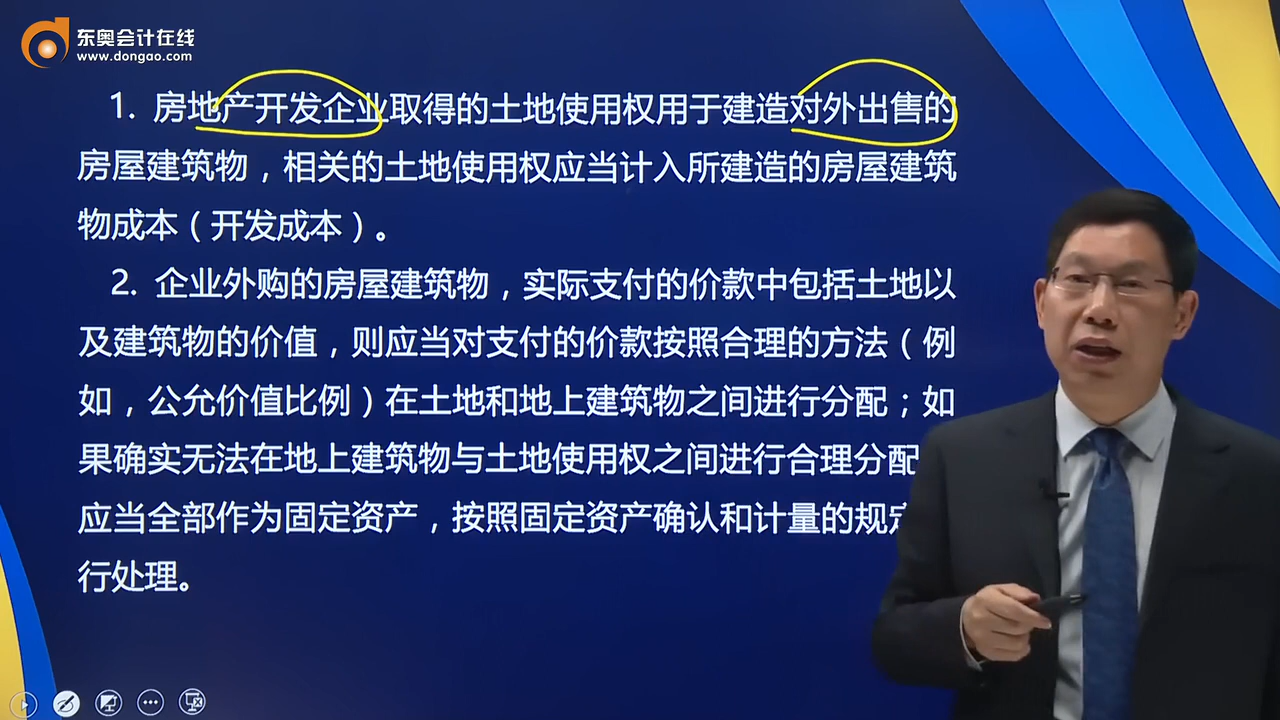 东奥会计在线
www.dongao.com
1. 房地产开发企业取得的土地使用权用于建造对外出售的
房屋建筑物，相关的土地使用权应当计入所建造的房屋建筑
物成本（开发成本）。
2. 企业外购的房屋建筑物，实际支付的价款中包括土地以
及建筑物的价值，则应当对支付的价款按照合理的方法（例
如，公允价值比例）在土地和地上建筑物之间进行分配；如
果确实无法在地上建筑物与土地使用权之间进行合理分配
应当全部作为固定资产，按照固定资产确认和计量的规定
行处理。